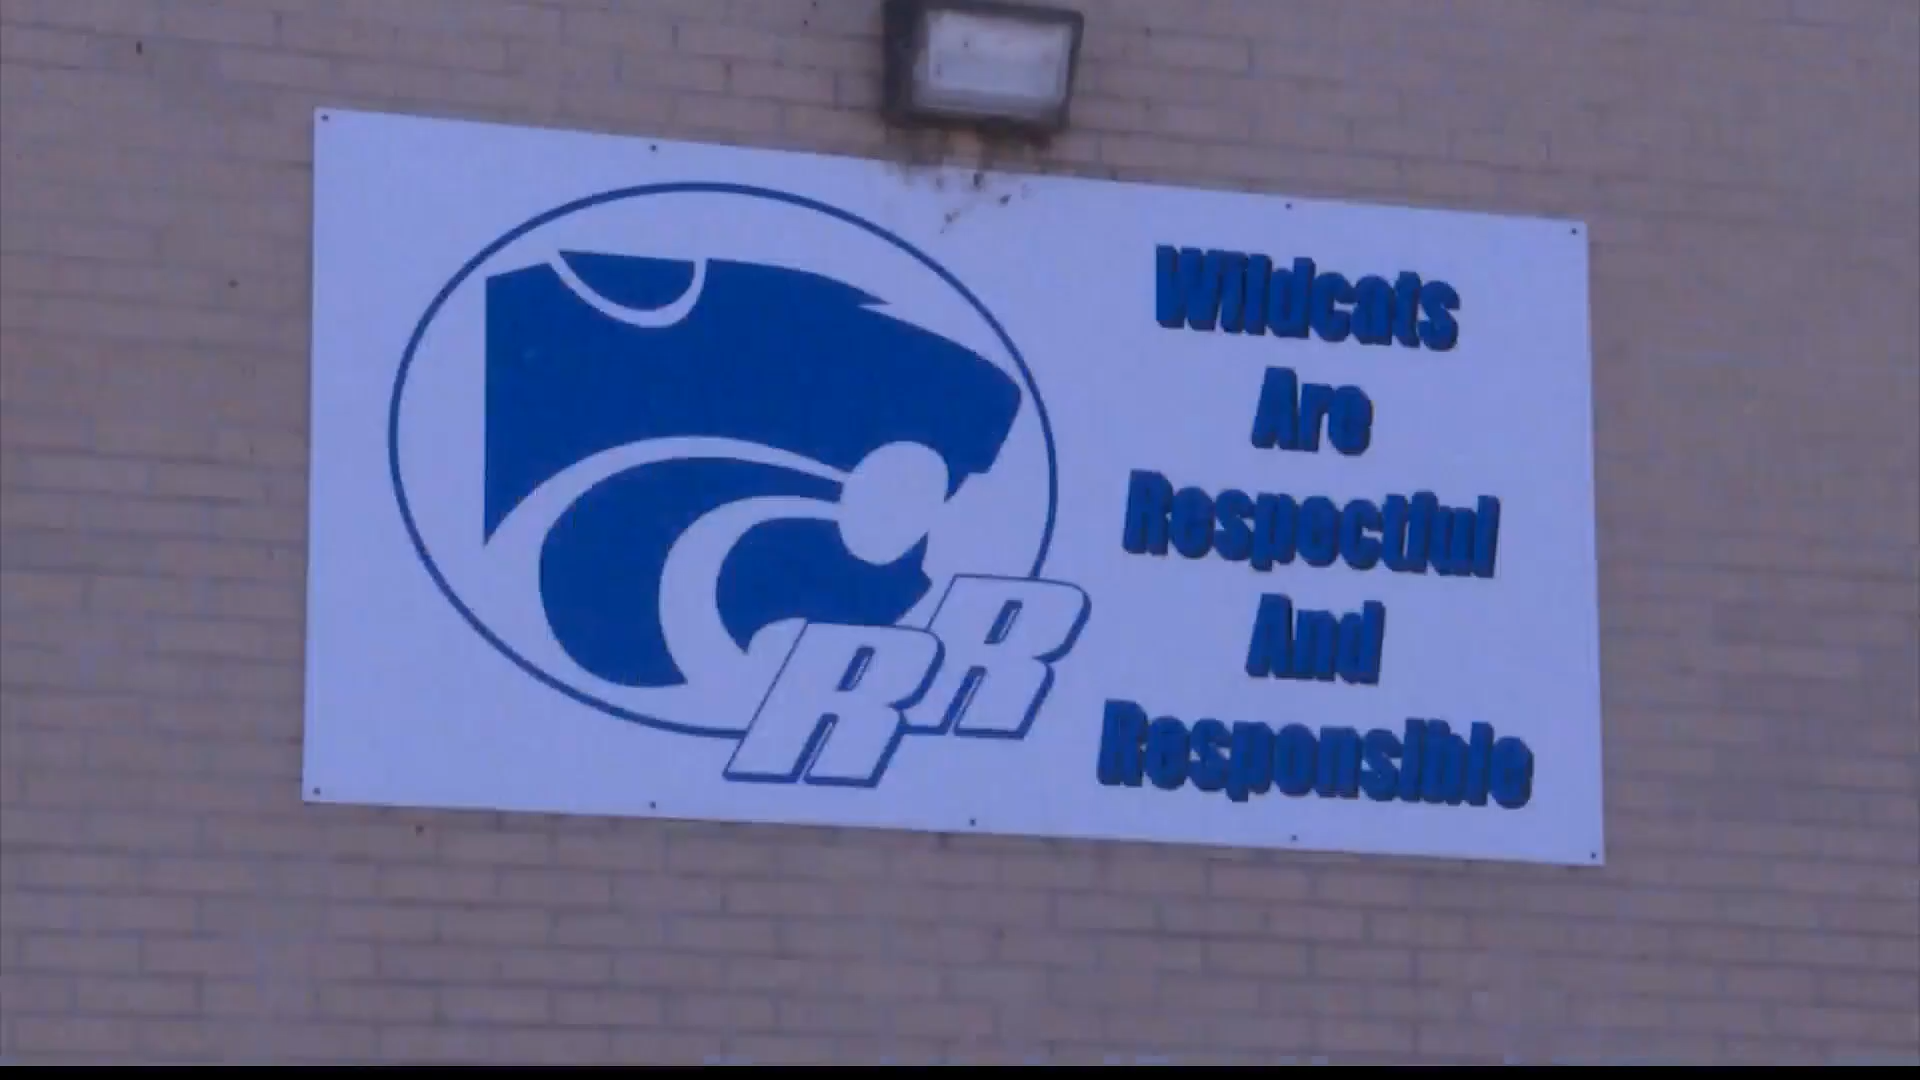 Wildcats
Are
Respectful
And
Responsible
RR